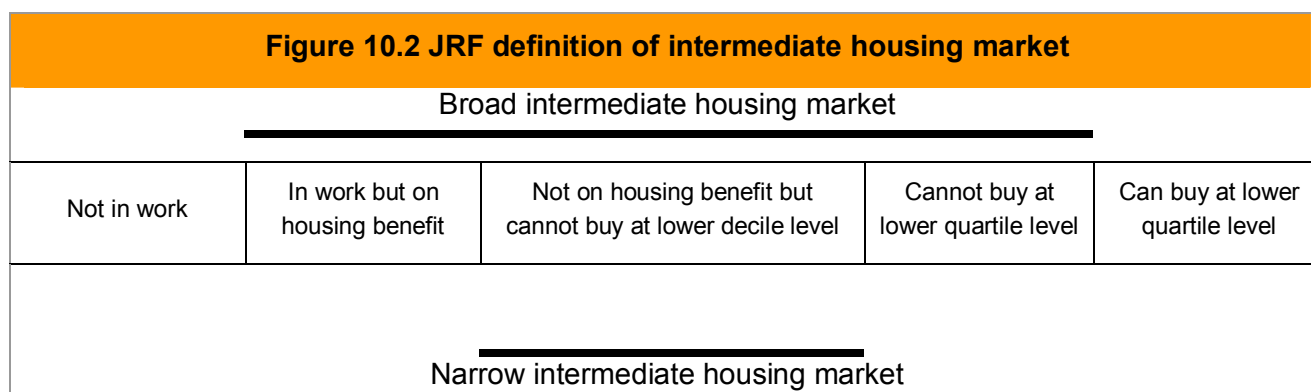 Figure 10.2 JRF definition of intermediate housing market
Broad intermediate housing market
Not in work
In work but on
housing benefit
Not on housing benefit but
cannot buy at lower decile level
Cannot buy at
lower quartile level
Can buy at lower
quartile level
Narrow intermediate housing market